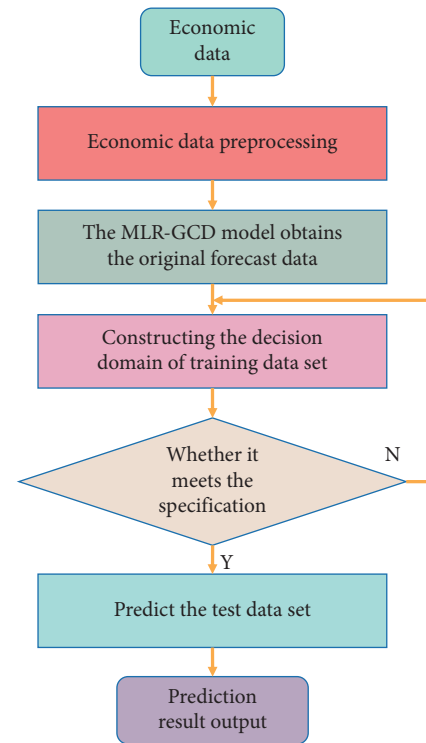 Economic
data
Economic data preprocessing
The MLR-GCD model obtains
the original forecast data
Constructing the decision
domain of training data set
Whether it
meets the
specification
N
Y
Predict the test data set
Prediction
result output